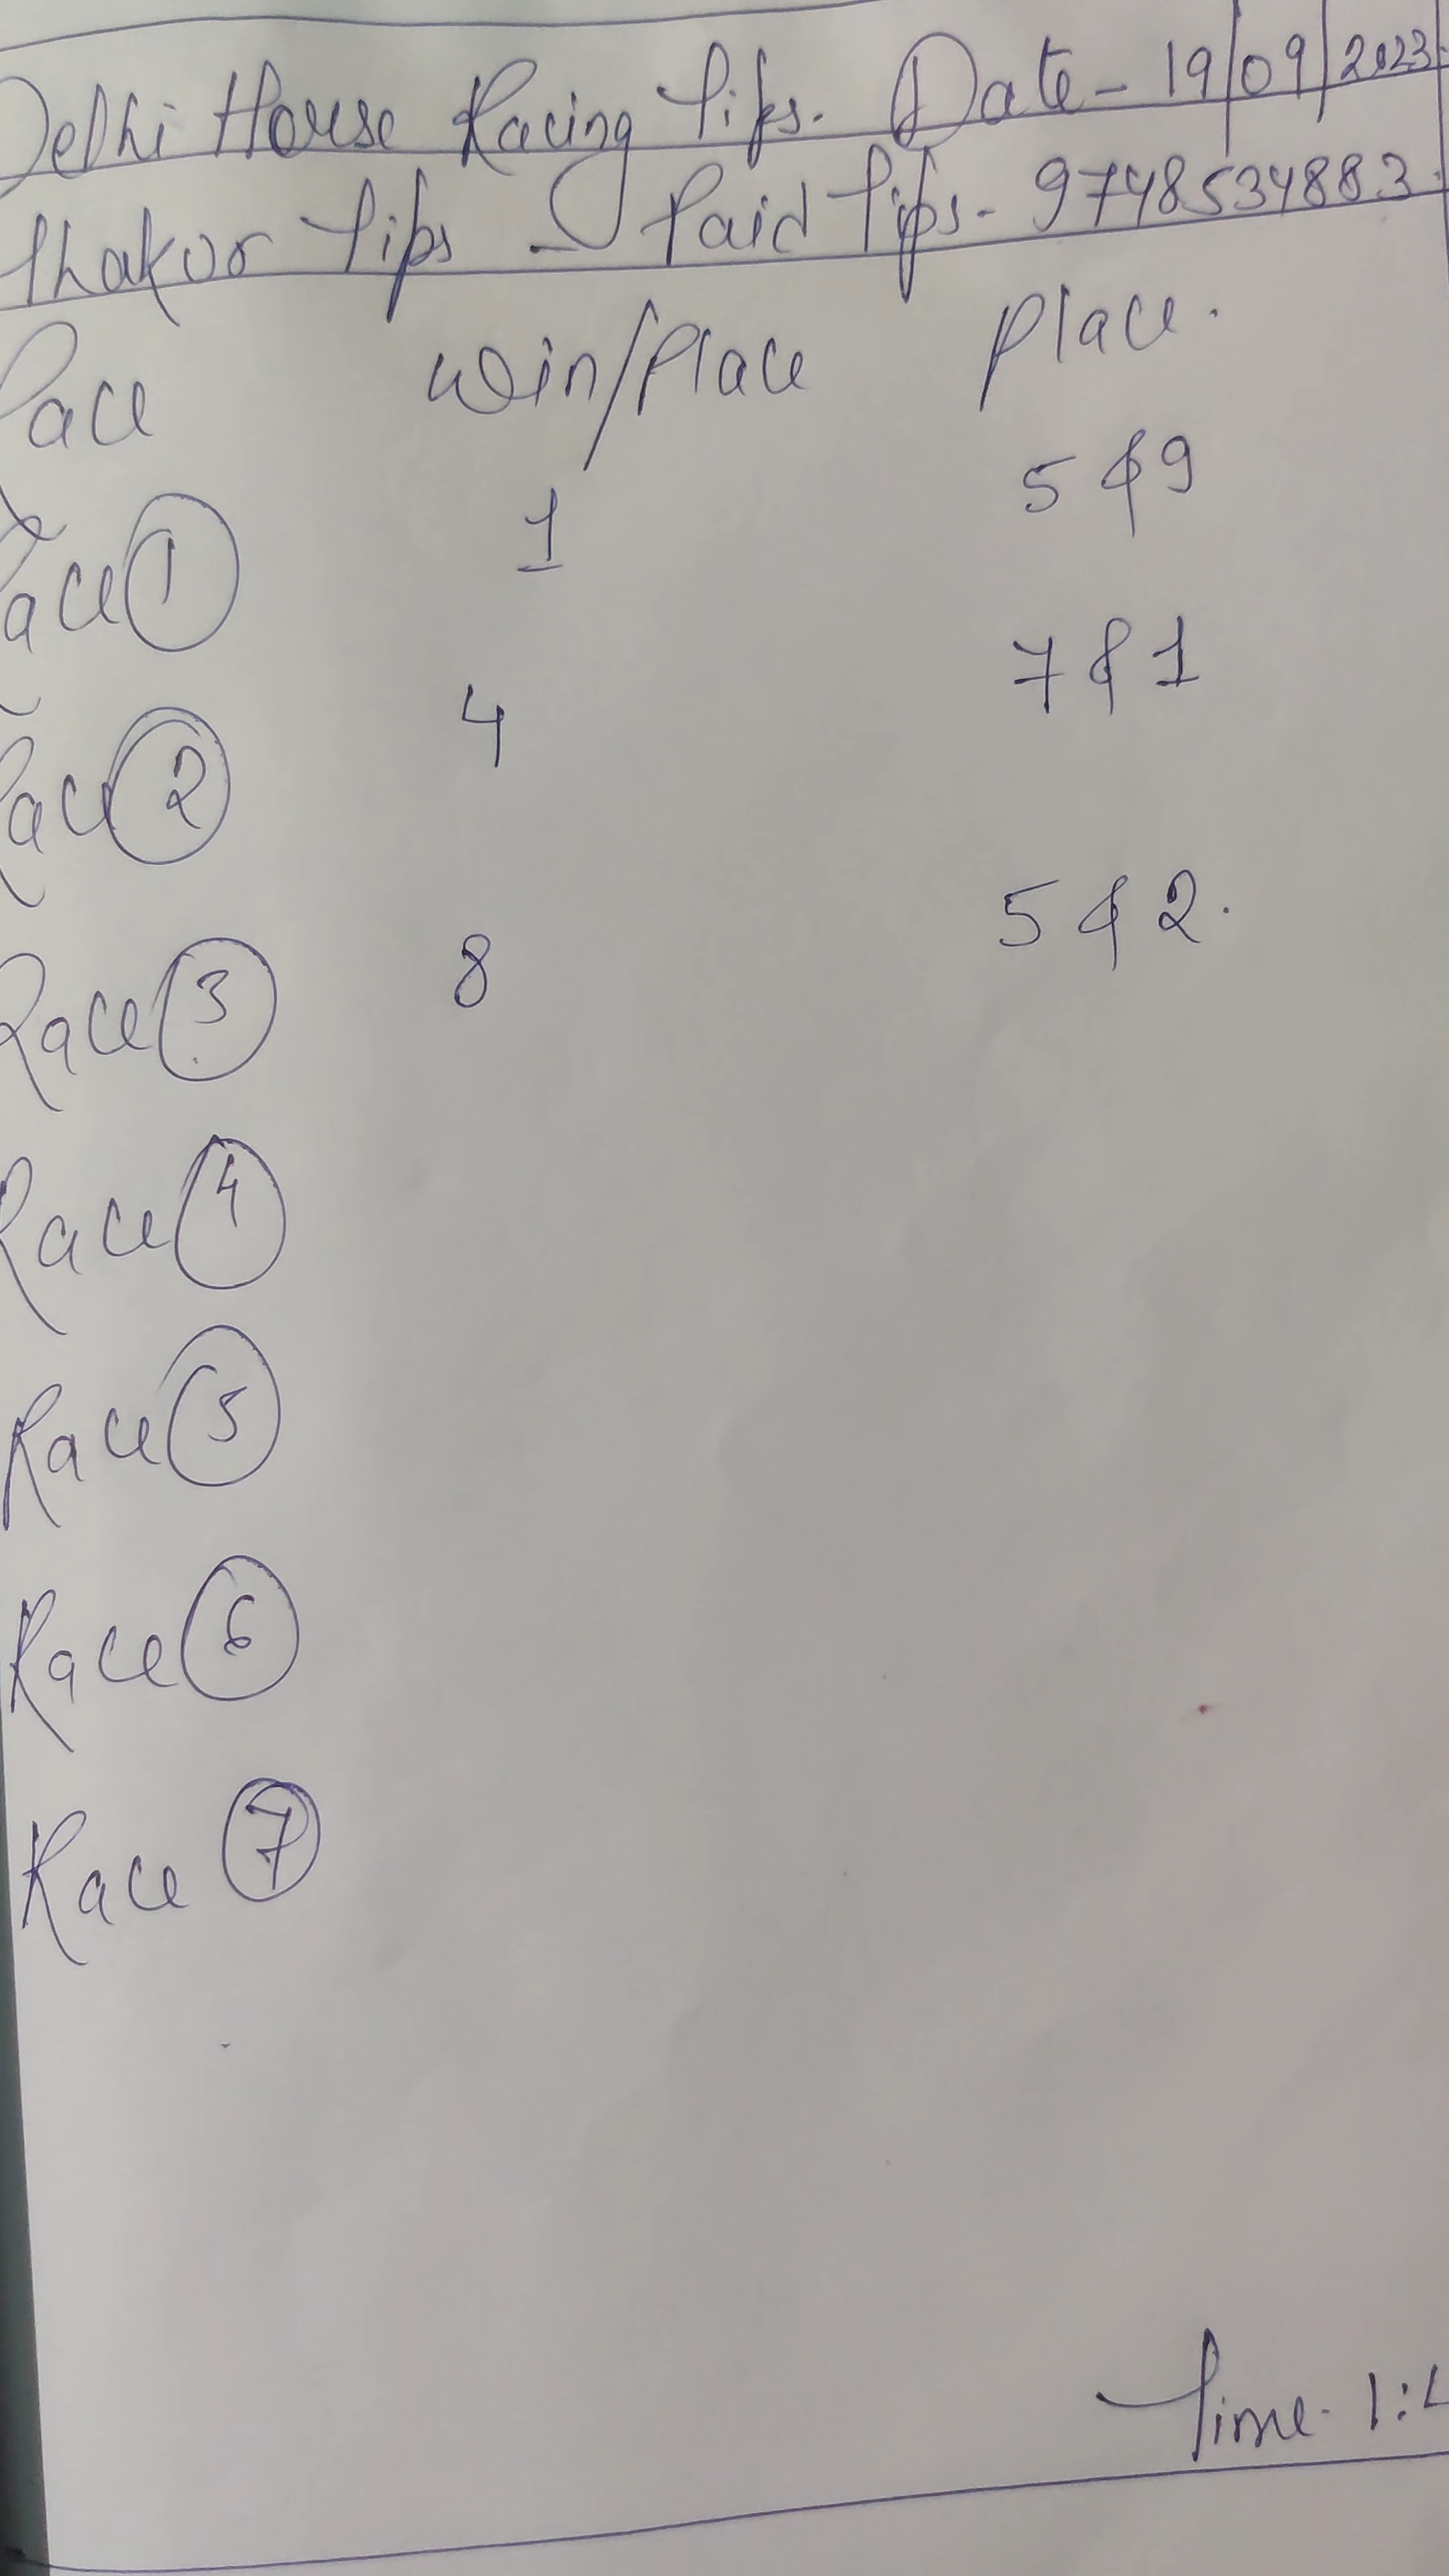 Delhi Horse Racing Tips. Date - 19/09/2023.
Thakur Tips - Paid Tips - 9748534883.
Race Win/Place Place.
Race 1 1 5 & 9
Race 2 4 7 & 1
Race 3 8 5 & 2.
Race 4
Race 5
Race 6
Race 7
Time - 1:4